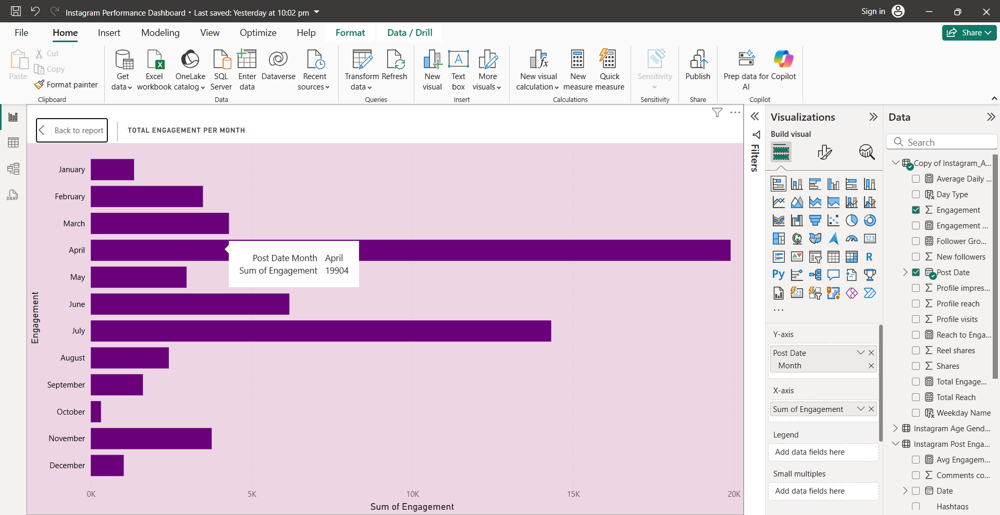 Instagram Performance Dashboard • Last saved: Yesterday at 10:02 pm
Sign in
File Home Insert Modeling View Optimize Help Format Data / Drill
Share
Paste
Cut
Copy
Format painter
Clipboard
Get data
Excel workbook
OneLake catalog
SQL Server
Enter data
Dataverse
Recent sources
Data
Transform data
Refresh
Queries
New visual
Text box
More visuals
Insert
New visual calculation
New measure
Quick measure
Calculations
Sensitivity
Sensitivity
Publish
Share
Prep data for AI
Copilot
Copilot
DAX
Back to report
TOTAL ENGAGEMENT PER MONTH
Engagement
January
February
March
April
May
June
July
August
September
October
November
December
Post Date Month April
Sum of Engagement 19904
0K 5K 10K 15K 20K
Sum of Engagement
Filters
Visualizations
Build visual
123
R
Py
123
...
Y-axis
Post Date
Month
X-axis
Sum of Engagement
Legend
Add data fields here
Small multiples
Add data fields here
Data
Search
Copy of Instagram_A...
Average Daily ...
Day Type
Engagement
Engagement ...
Follower Gro...
New followers
Post Date
Profile impres...
Profile reach
Profile visits
Reach to Enga...
Reel shares
Shares
Total Engage...
Total Reach
Weekday Name
Instagram Age Gend...
Instagram Post Enga...
Avg Engagem...
Comments co...
Date
Hashtags